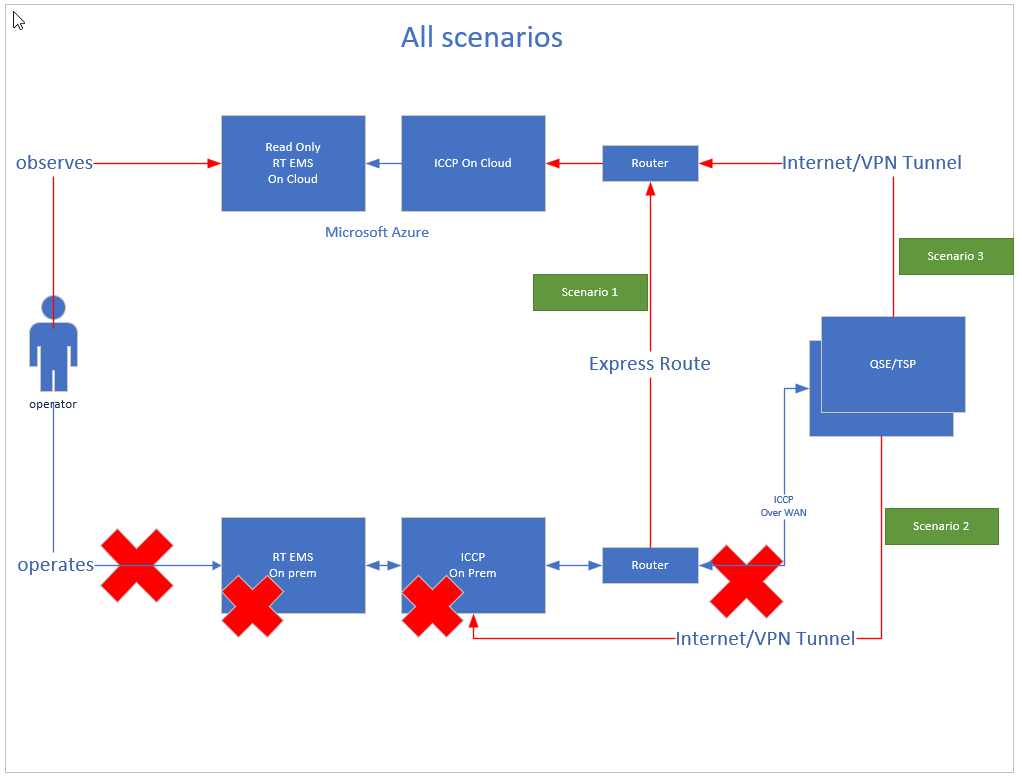 All scenarios
observes
Read Only
RT EMS
On Cloud
ICCP On Cloud
Router
Internet/VPN Tunnel
Microsoft Azure
Scenario 3
Scenario 1
Express Route
QSE/TSP
operator
ICCP
Over WAN
Scenario 2
operates
RT EMS
On prem
ICCP
On Prem
Router
Internet/VPN Tunnel